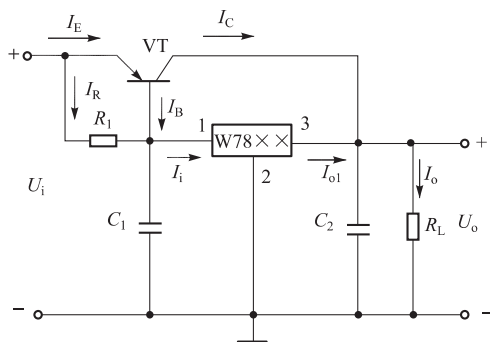 I_E
I_C
+
VT
I_R
I_B
R_1
1
W78××
3
+
I_i
2
I_o1
I_o
U_i
C_1
C_2
R_L
U_o
−
−